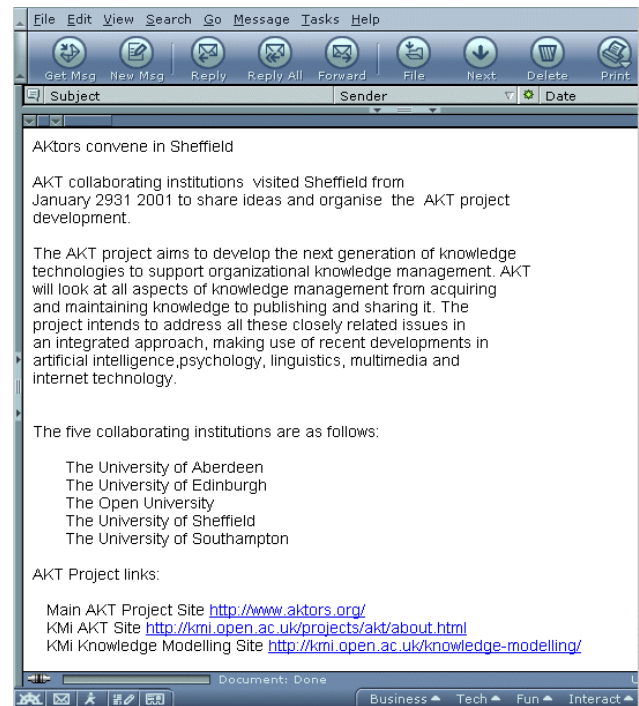 File Edit View Search Go Message Tasks Help
Get Msg New Msg Reply Reply All Forward File Next Delete Print
Subject Sender Date
AKtors convene in Sheffield
AKT collaborating institutions visited Sheffield from
January 2931 2001 to share ideas and organise the AKT project
development.
The AKT project aims to develop the next generation of knowledge
technologies to support organizational knowledge management. AKT
will look at all aspects of knowledge management from acquiring
and maintaining knowledge to publishing and sharing it. The
project intends to address all these closely related issues in
an integrated approach, making use of recent developments in
artificial intelligence,psychology, linguistics, multimedia and
internet technology.
The five collaborating institutions are as follows:
The University of Aberdeen
The University of Edinburgh
The Open University
The University of Sheffield
The University of Southampton
AKT Project links:
Main AKT Project Site http://www.aktors.org/
KMi AKT Site http://kmi.open.ac.uk/projects/akt/about.html
KMi Knowledge Modelling Site http://kmi.open.ac.uk/knowledge-modelling/
Document: Done
Business Tech Fun Interact